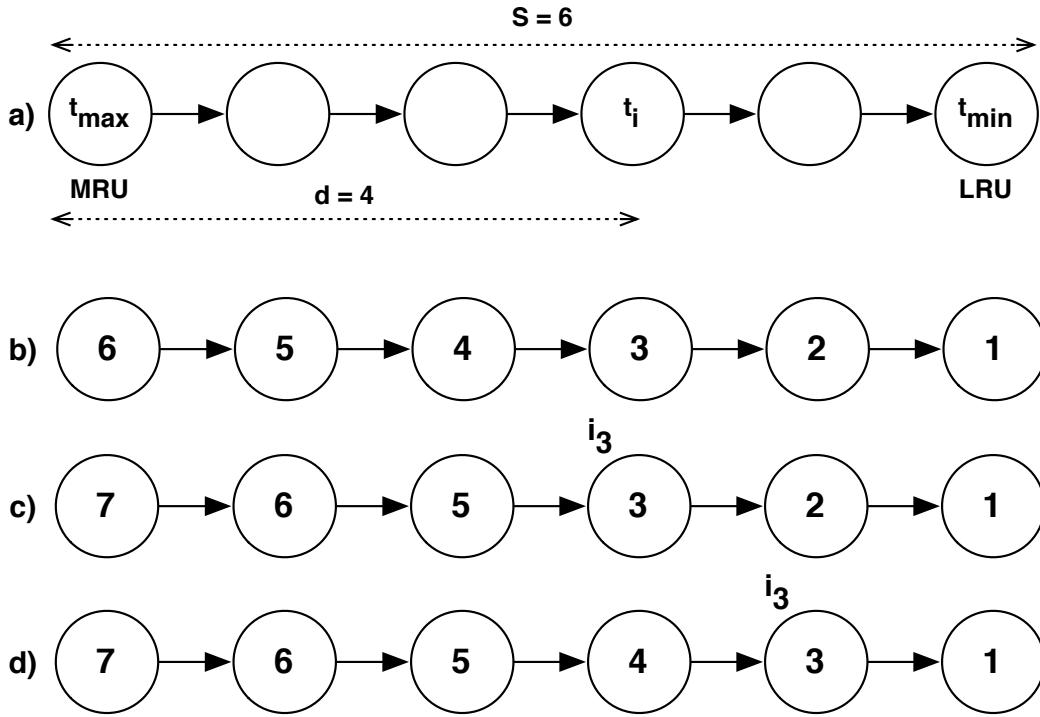 S = 6
a) t_max t_i t_min
MRU LRU
d = 4
b) 6 5 4 3 2 1
i_3
c) 7 6 5 3 2 1
i_3
d) 7 6 5 4 3 1